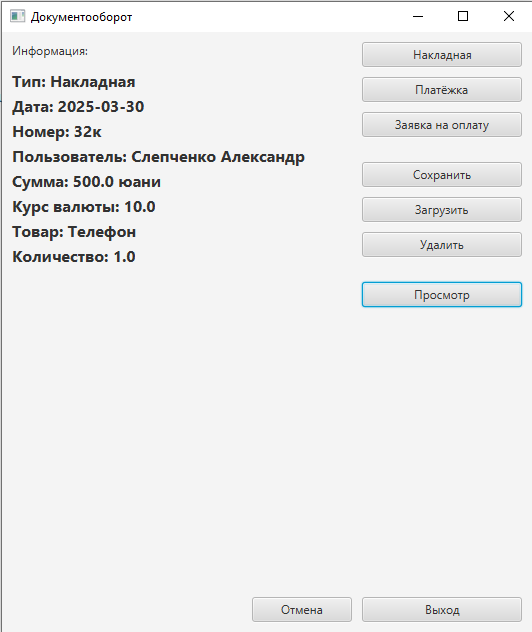 Документооборот
Информация:
Тип: Накладная
Дата: 2025-03-30
Номер: 32к
Пользователь: Слепченко Александр
Сумма: 500.0 юани
Курс валюты: 10.0
Товар: Телефон
Количество: 1.0
Накладная
Платёжка
Заявка на оплату
Сохранить
Загрузить
Удалить
Просмотр
Отмена
Выход